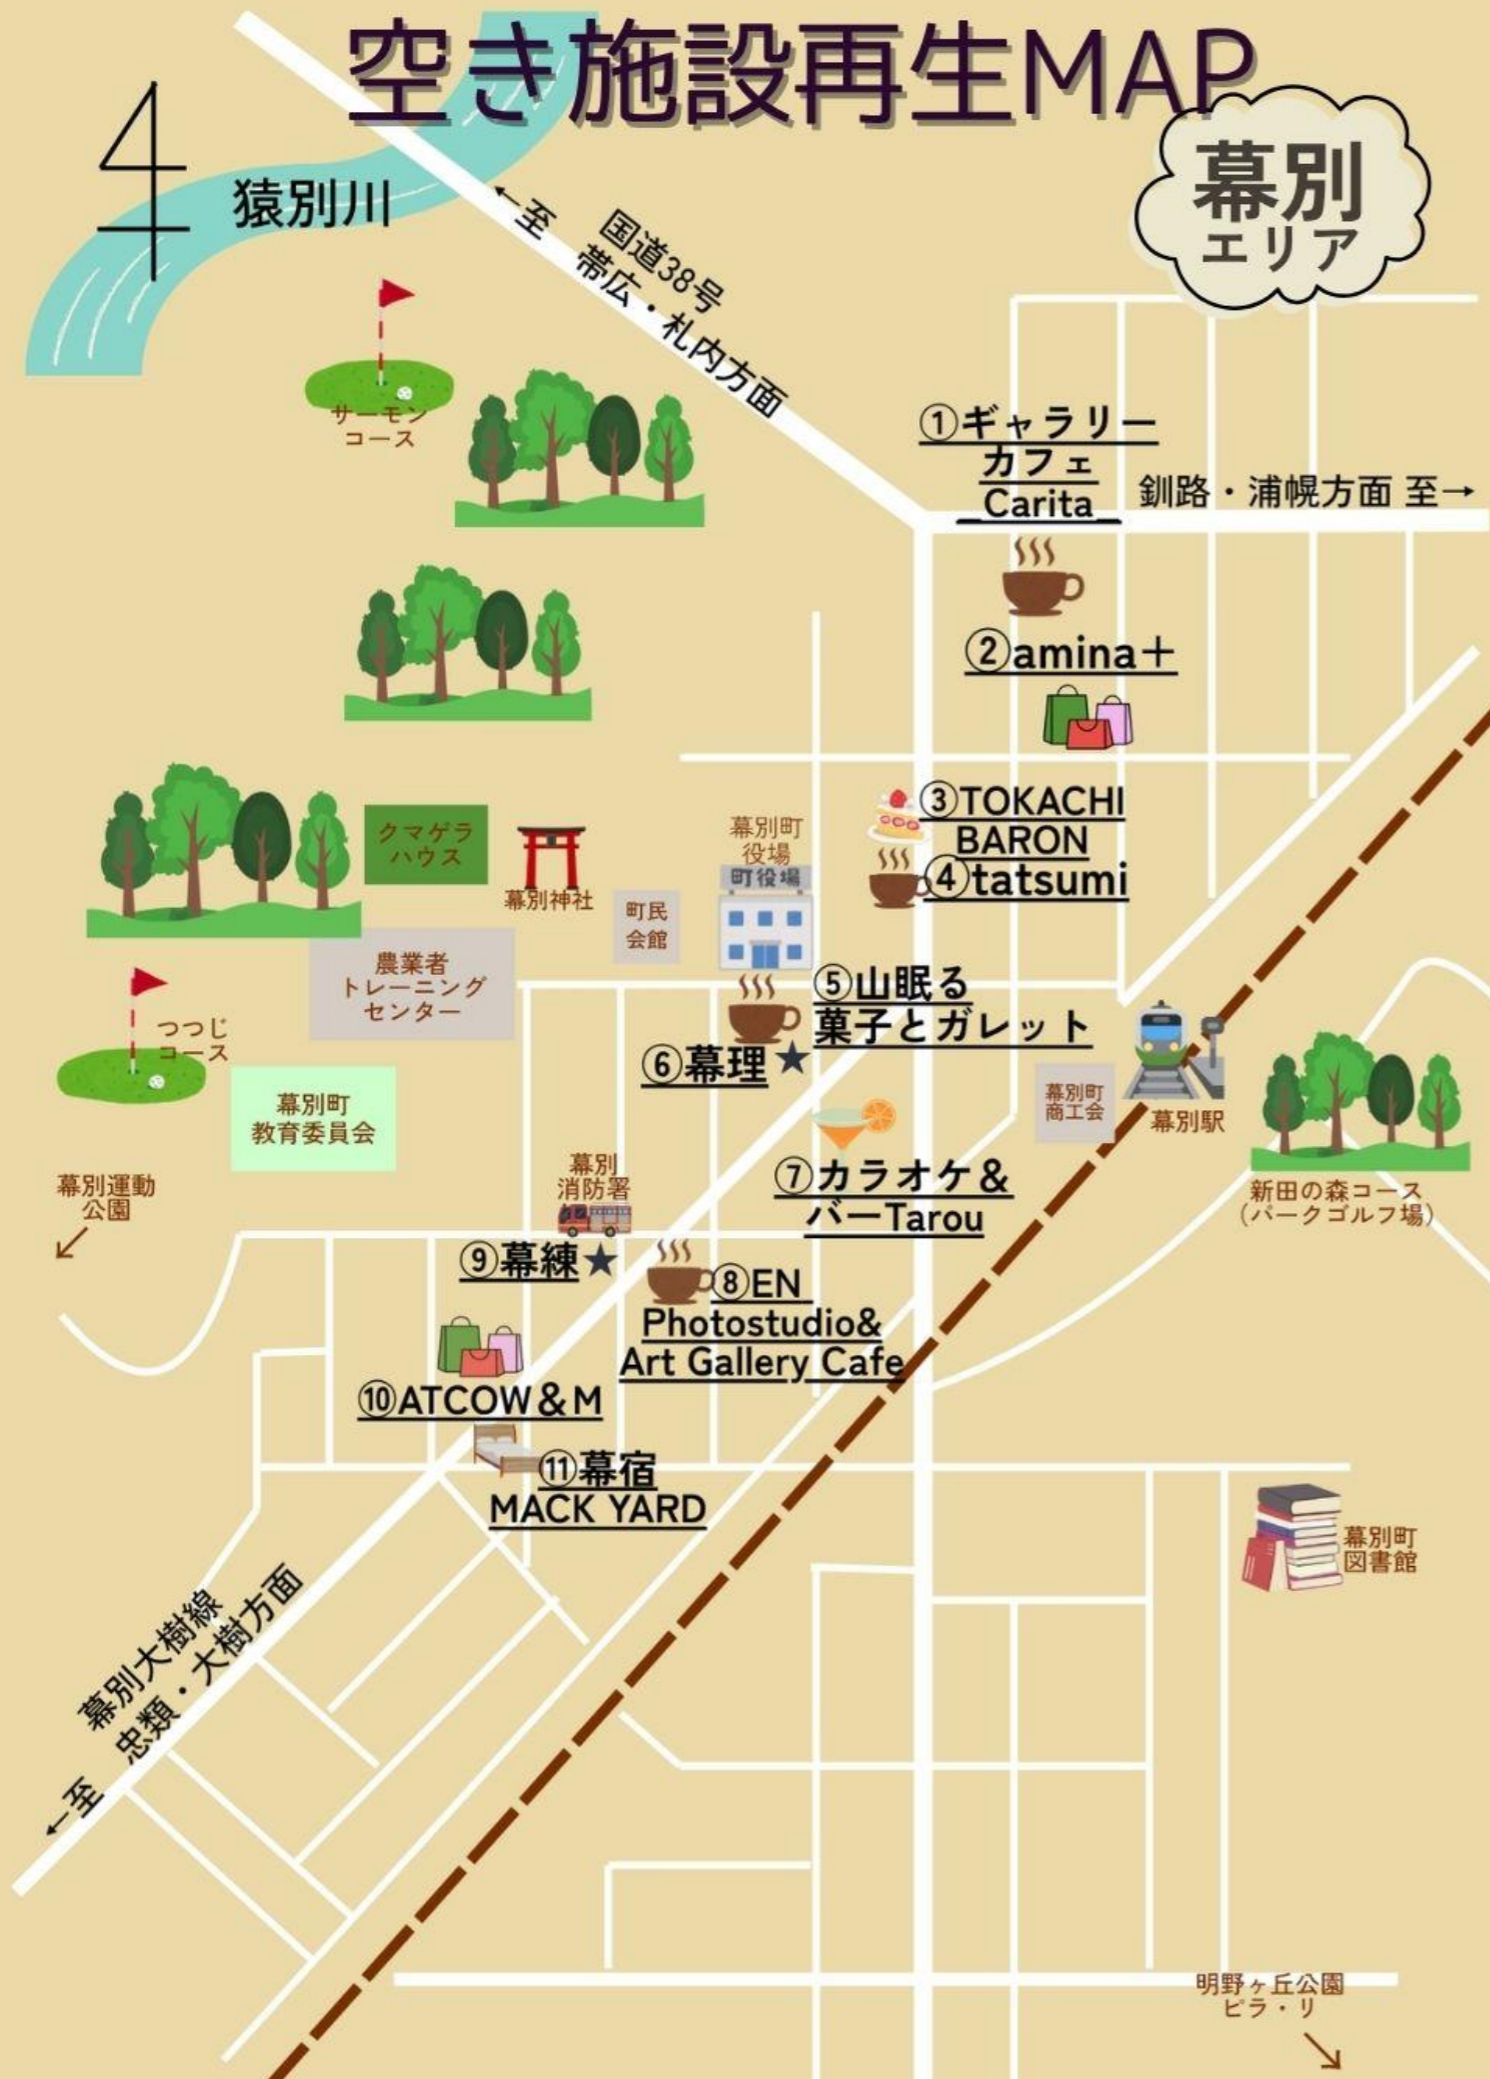 空き施設再生MAP
幕別
エリア
猿別川
←至
国道38号
帯広・札内方面
サーモン
コース
①ギャラリー
カフェ
Carita
釧路・浦幌方面 至→
②amina＋
③TOKACHI
BARON
④tatsumi
幕別町
役場
町役場
クマゲラ
ハウス
幕別神社
町民
会館
農業者
トレーニング
センター
つつじ
コース
⑤山眠る
菓子とガレット
⑥幕理★
幕別町
教育委員会
幕別町
商工会
幕別駅
新田の森コース
（パークゴルフ場）
幕別運動
公園
↙
幕別
消防署
⑦カラオケ＆
バーTarou
⑨幕練★
⑧EN
Photostudio&
Art Gallery Cafe
⑩ATCOW＆M
⑪幕宿
MACK YARD
幕別町
図書館
幕別大樹線
忠類・大樹方面
←至
明野ヶ丘公園
ピラ・リ
↘